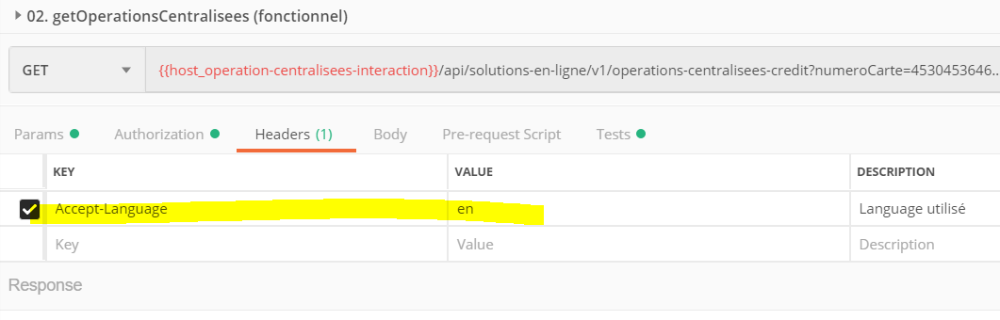 02. getOperationsCentralisees (fonctionnel)
GET {{host_operation-centralisees-interaction}}/api/solutions-en-ligne/v1/operations-centralisees-credit?numeroCarte=4530453646...
Params Authorization Headers (1) Body Pre-request Script Tests
KEY VALUE DESCRIPTION
Accept-Language en Language utilisé
Key Value Description
Response